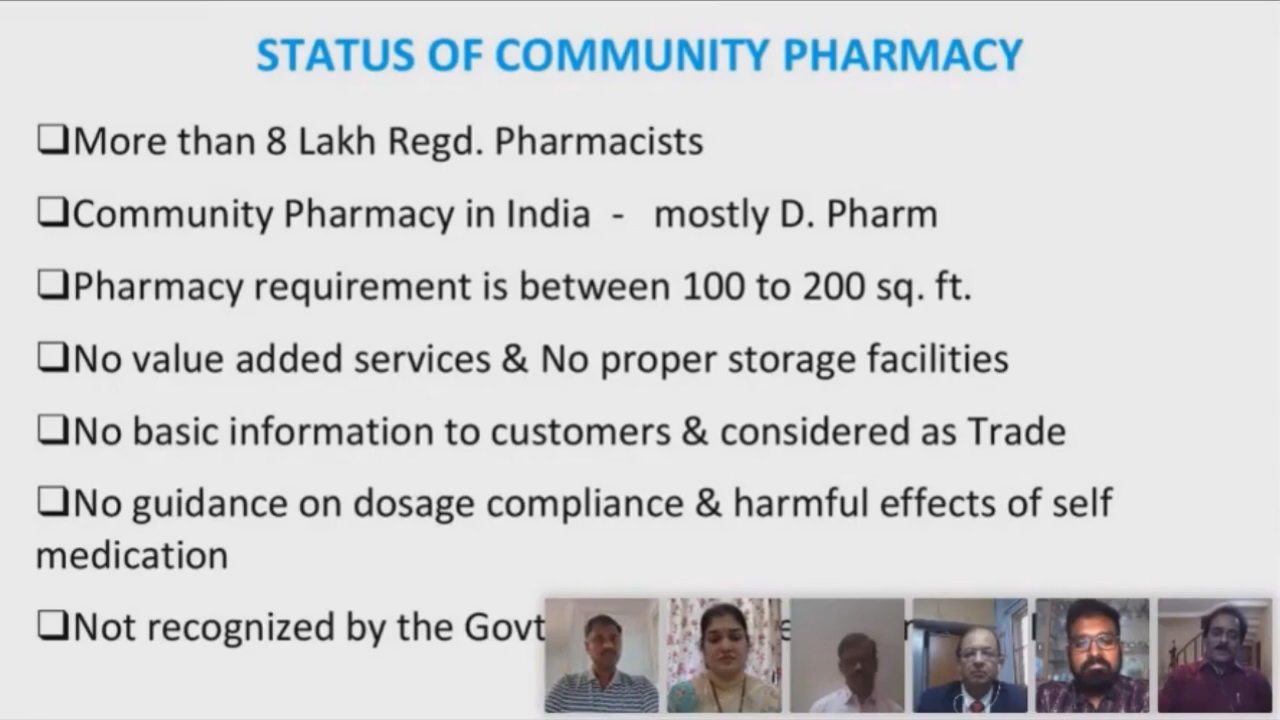 STATUS OF COMMUNITY PHARMACY
❑More than 8 Lakh Regd. Pharmacists
❑Community Pharmacy in India - mostly D. Pharm
❑Pharmacy requirement is between 100 to 200 sq. ft.
❑No value added services & No proper storage facilities
❑No basic information to customers & considered as Trade
❑No guidance on dosage compliance & harmful effects of self
medication
❑Not recognized by the Govt